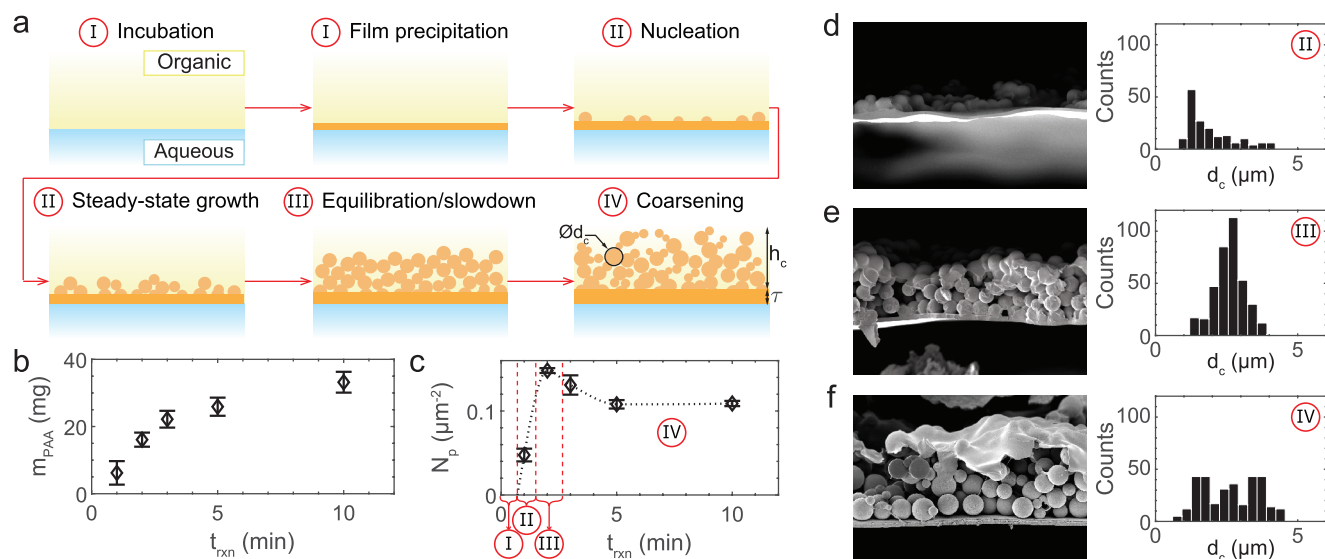 a
I Incubation
I Film precipitation
II Nucleation
Organic
Aqueous
II Steady-state growth
III Equilibration/slowdown
IV Coarsening
Ød_c
h_c
τ
b
m_PAA (mg)
40
20
0
0 5 10
t_rxn (min)
c
N_p (μm⁻²)
0.1
0
0 5 10
IV
II
I III
t_rxn (min)
d
II
Counts
100
50
0
0 5
d_c (μm)
e
III
Counts
100
50
0
0 5
d_c (μm)
f
IV
Counts
100
50
0
0 5
d_c (μm)